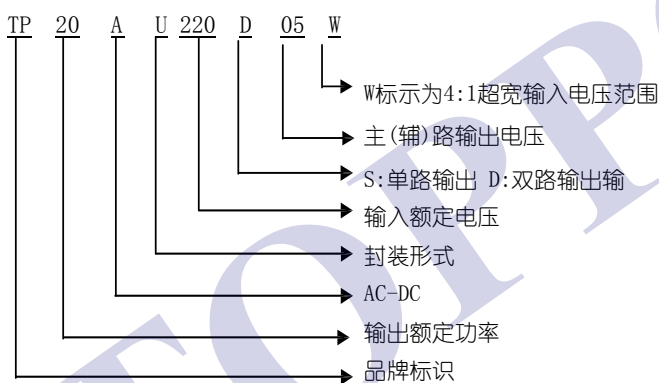 TP 20 A U 220 D 05 W
W标示为4:1超宽输入电压范围
主(辅)路输出电压
S:单路输出 D:双路输出输
输入额定电压
封装形式
AC-DC
输出额定功率
品牌标识